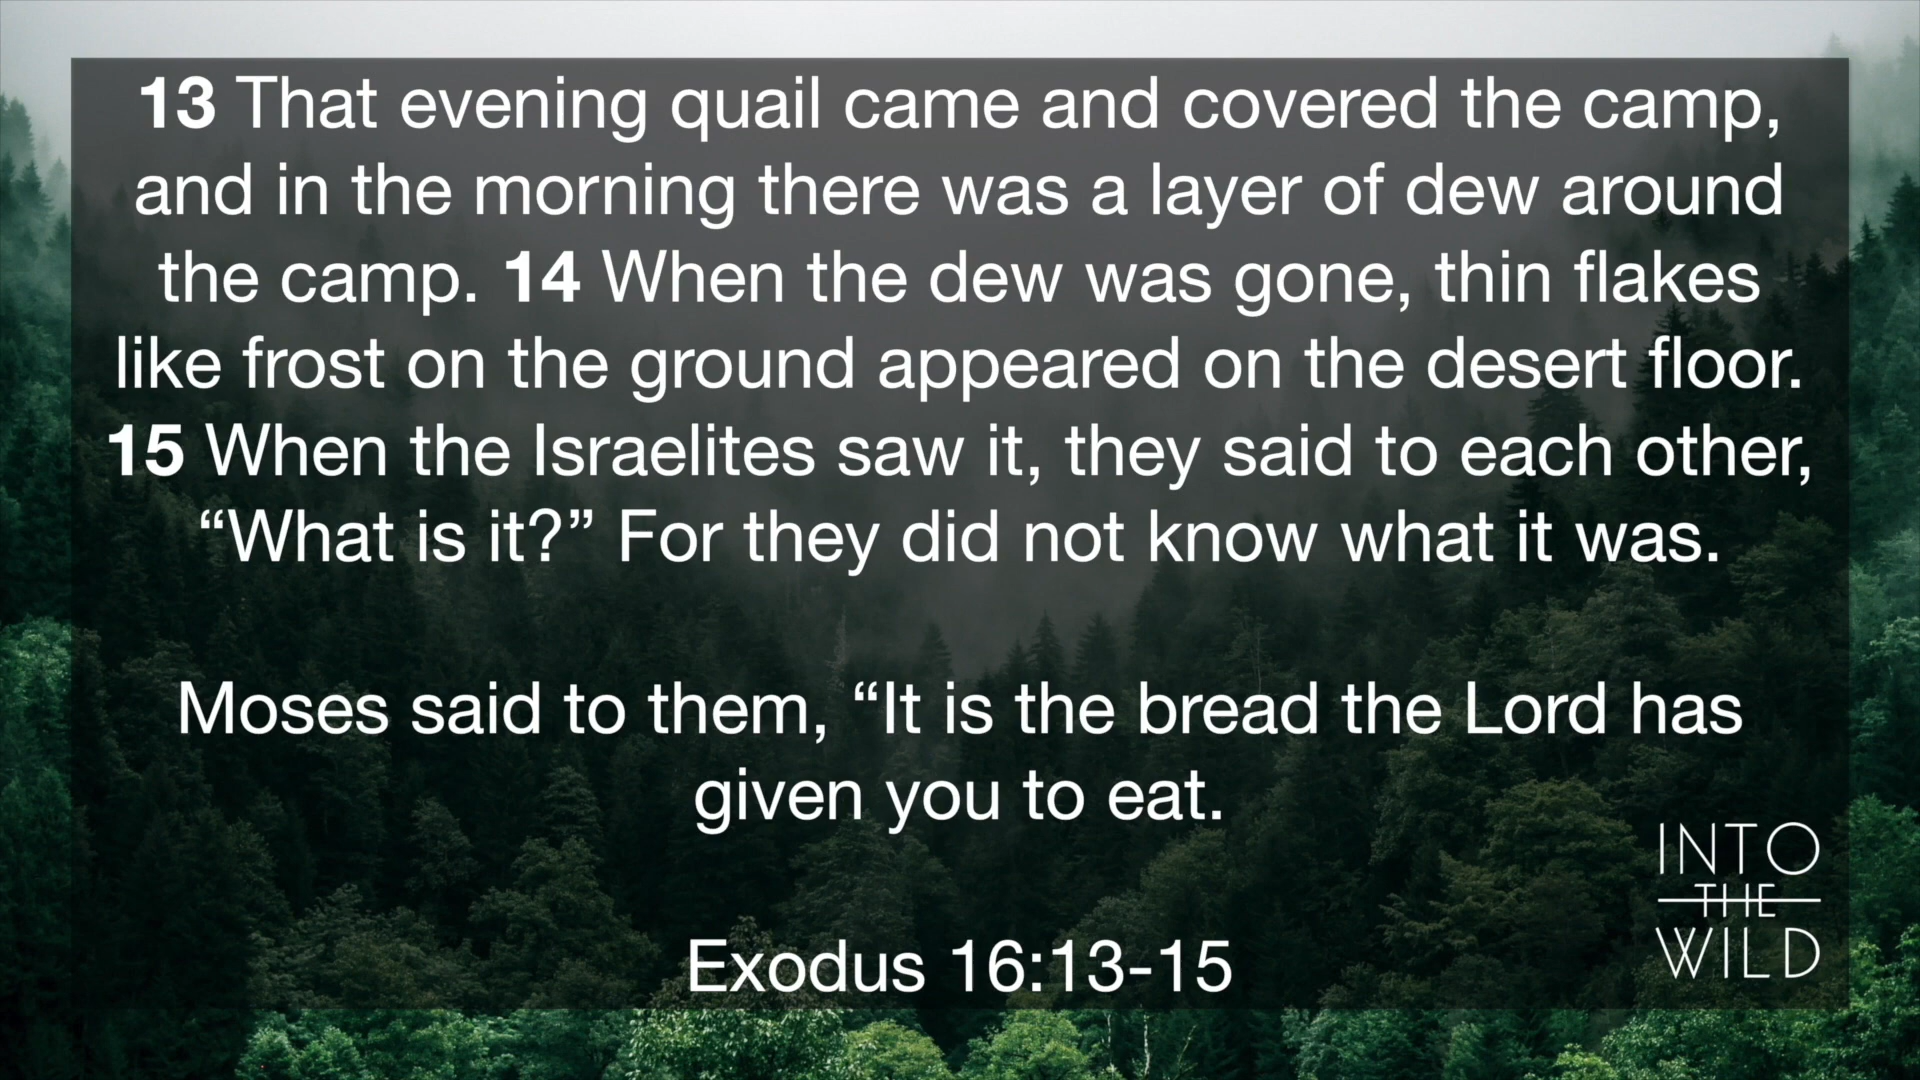 13 That evening quail came and covered the camp,
and in the morning there was a layer of dew around
the camp. 14 When the dew was gone, thin flakes
like frost on the ground appeared on the desert floor.
15 When the Israelites saw it, they said to each other,
“What is it?” For they did not know what it was.
Moses said to them, “It is the bread the Lord has
given you to eat.
Exodus 16:13-15
INTO
THE
WILD